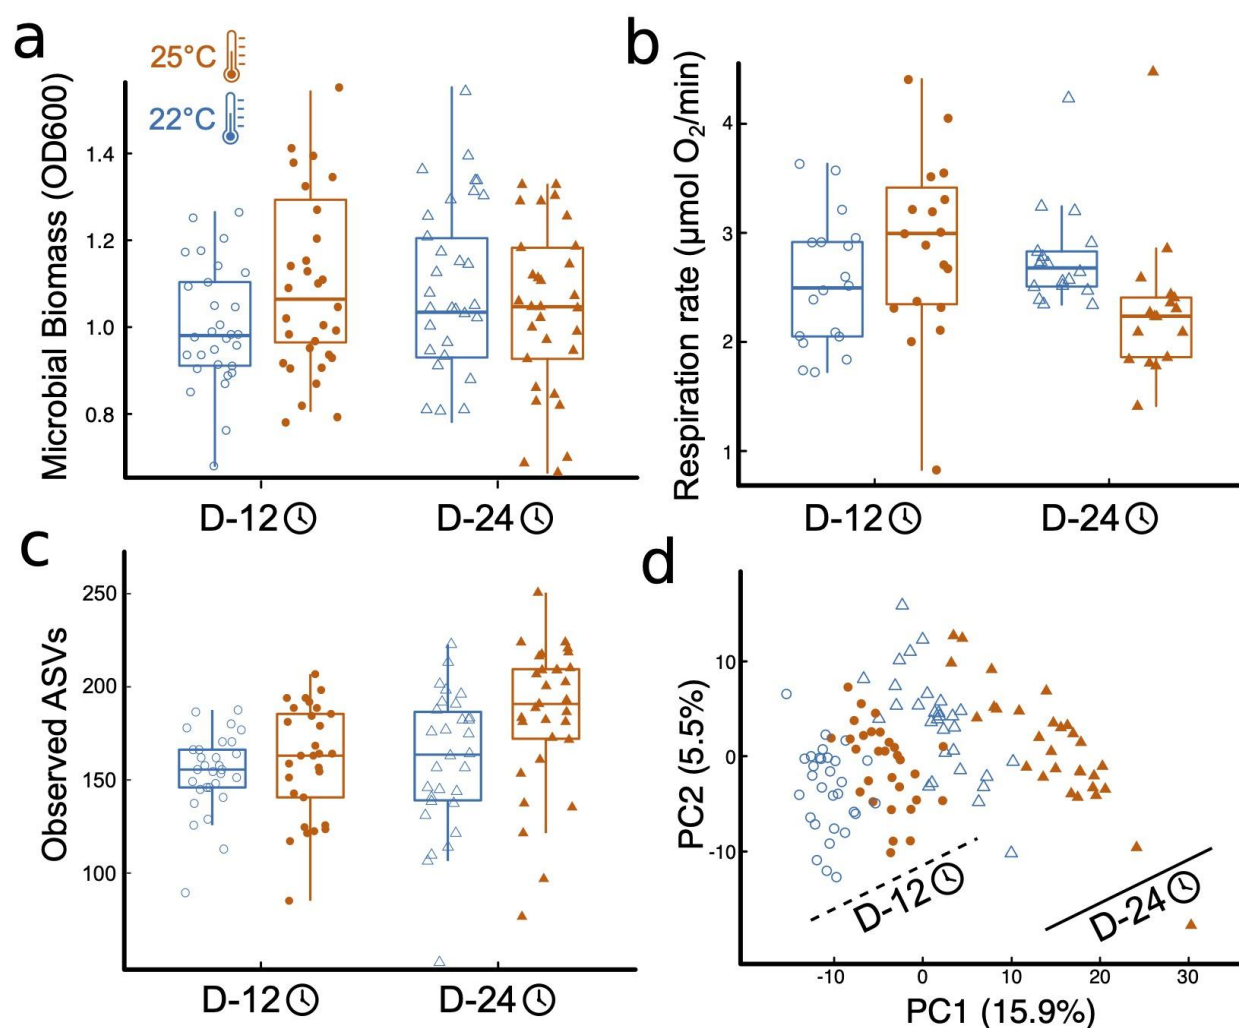 a
25°C
22°C
Microbial Biomass (OD600)
1.4
1.2
1.0
0.8
D-12
D-24
b
Respiration rate (μmol O₂/min)
4
3
2
1
D-12
D-24
c
Observed ASVs
250
200
150
100
D-12
D-24
d
PC2 (5.5%)
10
0
-10
D-12
D-24
-10
0
10
20
30
PC1 (15.9%)